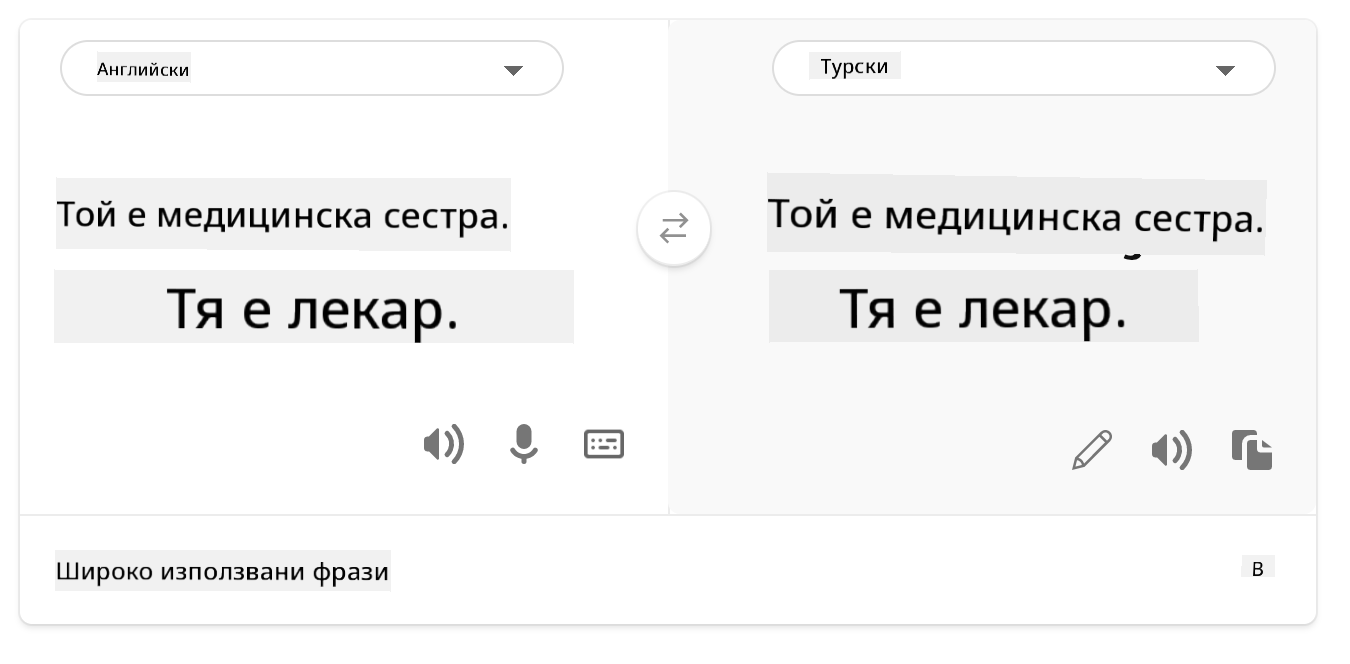 Английски
Турски
Той е медицинска сестра.
Тя е лекар.
Той е медицинска сестра.
Тя е лекар.
Широко използвани фрази
В